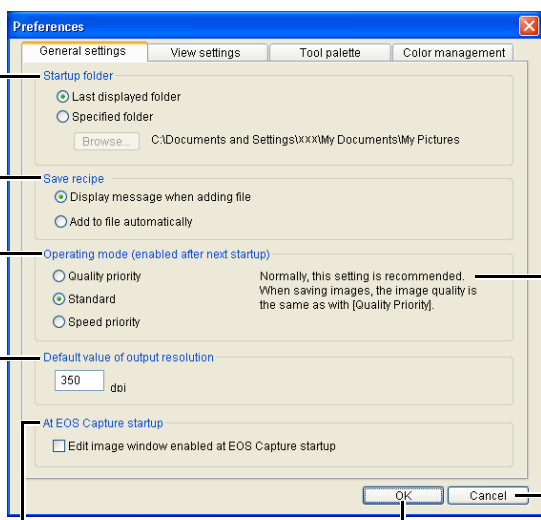 Preferences
General settings
View settings
Tool palette
Color management
Startup folder
Last displayed folder
Specified folder
Browse...
C:\Documents and Settings\xxx\My Documents\My Pictures
Save recipe
Display message when adding file
Add to file automatically
Operating mode (enabled after next startup)
Quality priority
Standard
Speed priority
Normally, this setting is recommended.
When saving images, the image quality is
the same as with [Quality Priority].
Default value of output resolution
350
dpi
At EOS Capture startup
Edit image window enabled at EOS Capture startup
OK
Cancel